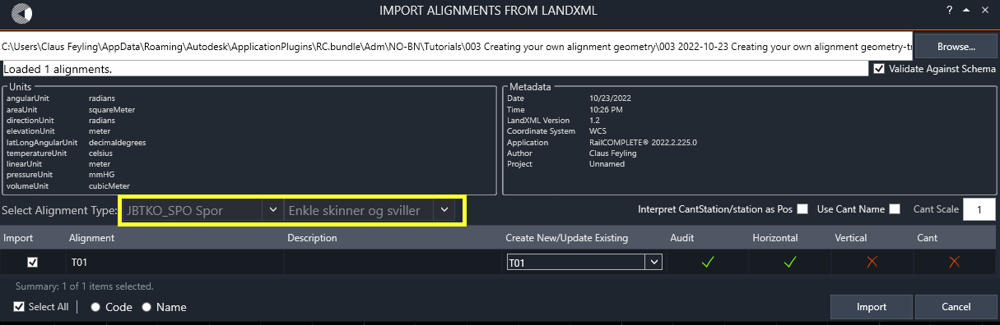 IMPORT ALIGNMENTS FROM LANDXML
?
C:\Users\Claus Feyling\AppData\Roaming\Autodesk\ApplicationPlugins\RC.bundle\Adm\NO-BN\Tutorials\003 Creating your own alignment geometry\003 2022-10-23 Creating your own alignment geometry-tr
Browse...
Loaded 1 alignments.
Validate Against Schema
Units
angularUnit radians
areaUnit squareMeter
directionUnit radians
elevationUnit meter
latLongAngularUnit decimaldegrees
temperatureUnit celsius
linearUnit meter
pressureUnit mmHG
volumeUnit cubicMeter
Metadata
Date 10/23/2022
Time 10:26 PM
LandXML Version 1.2
Coordinate System WCS
Application RailCOMPLETE® 2022.2.225.0
Author Claus Feyling
Project Unnamed
Select Alignment Type: JBTKO_SPO Spor Enkle skinner og sviller Interpret CantStation/station as Pos Use Cant Name Cant Scale 1
Import Alignment Description Create New/Update Existing Audit Horizontal Vertical Cant
T01 T01
Summary: 1 of 1 items selected.
Select All Code Name Import Cancel